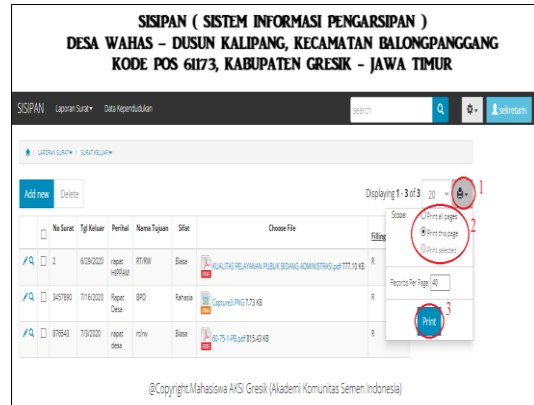 SISIPAN ( SISTEM INFORMASI PENGARSIPAN )
DESA WAHAS – DUSUN KALIPANG, KECAMATAN BALONGPANGGANG
KODE POS 61173, KABUPATEN GRESIK – JAWA TIMUR
SISIPAN Laporan Surat Data Kependudukan search sekretaris
/ LAPORAN SURAT / SURAT KELUAR
Add new Delete Displaying 1 - 3 of 3 20 1
No Surat Tgl Keluar Perihal Nama Tujuan Sifat Choose File Filling
2 6/29/2020 rapat HIPPAM RT/RW Biasa KUALITAS PELAYANAN PUBLIK BIDANG ADMINISTRASI.pdf 777.10 KB R
3457890 7/16/2020 Rapat Desa BPD Rahasia Capture3.PNG 7.73 KB R
876543 7/3/2020 rapat desa rt/rw Biasa 60-75-1-PB.pdf 815.43 KB R
Scope: Print all pages
Print this page 2
Print selected
Records Per Page 40
Print 3
@Copyright.Mahasiswa AKSI Gresik (Akademi Komunitas Semen Indonesia)